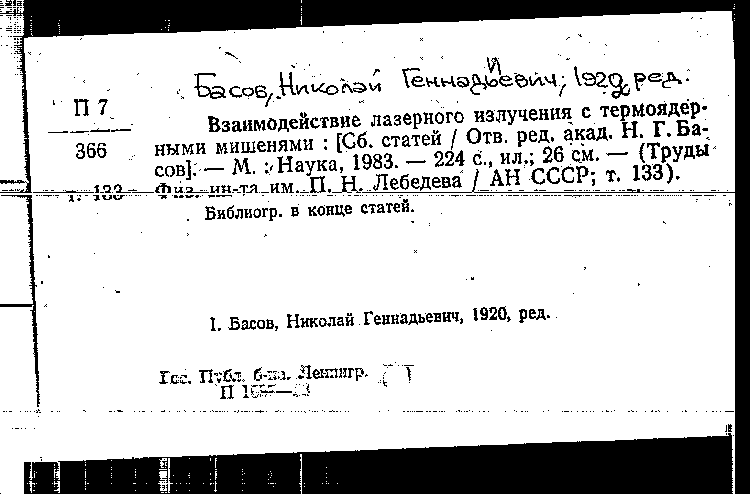 Басов, Николай Геннадьевич, 1920, ред.
П 7
366
т. 133
Взаимодействие лазерного излучения с термоядер-
ными мишенями : [Сб. статей / Отв. ред. акад. Н. Г. Ба-
сов]. — М. : Наука, 1983. — 224 с., ил.; 26 см. — (Труды
Физ. ин-та им. П. Н. Лебедева / АН СССР; т. 133).
Библиогр. в конце статей.
I. Басов, Николай Геннадьевич, 1920, ред.
Гос. Публ. б-ка. Ленингр.
П